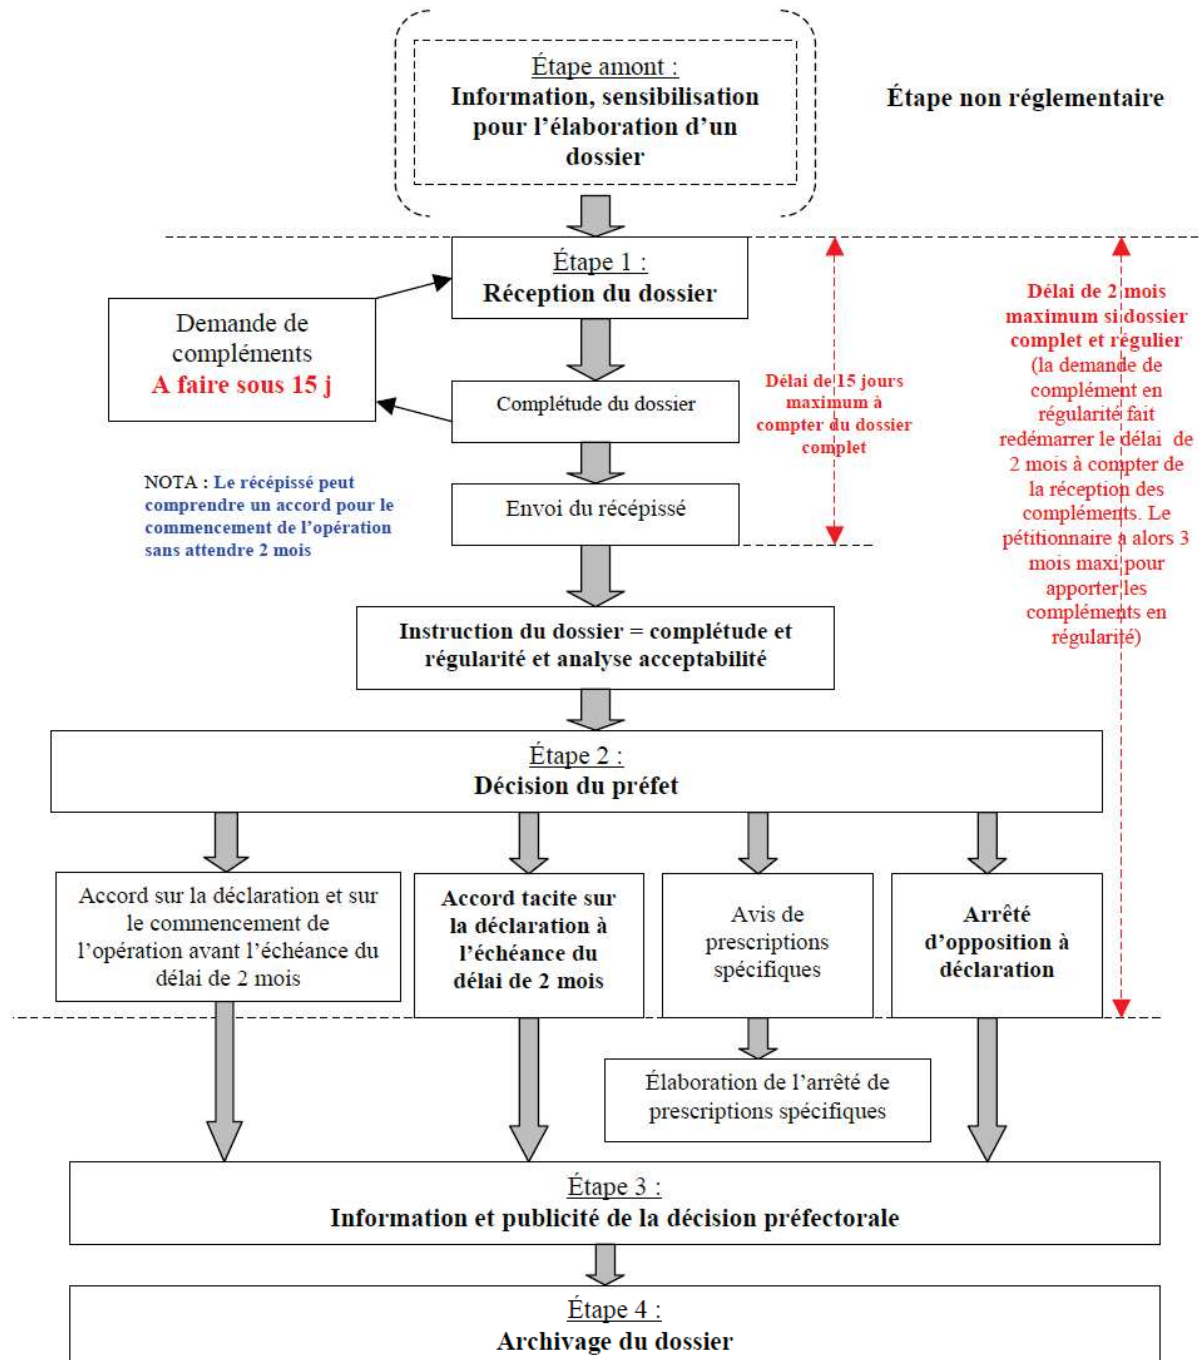 Étape amont :
Information, sensibilisation
pour l'élaboration d'un
dossier
Étape non réglementaire
Étape 1 :
Réception du dossier
Demande de
compléments
A faire sous 15 j
Complétude du dossier
Envoi du récépissé
NOTA : Le récépissé peut
comprendre un accord pour le
commencement de l'opération
sans attendre 2 mois
Délai de 15 jours
maximum à
compter du dossier
complet
Délai de 2 mois
maximum si dossier
complet et régulier
(la demande de
complément en
régularité fait
redémarrer le délai de
2 mois à compter de
la réception des
compléments. Le
pétitionnaire a alors 3
mois maxi pour
apporter les
compléments en
régularité)
Instruction du dossier = complétude et
régularité et analyse acceptabilité
Étape 2 :
Décision du préfet
Accord sur la déclaration et sur
le commencement de
l'opération avant l'échéance du
délai de 2 mois
Accord tacite sur
la déclaration à
l'échéance du
délai de 2 mois
Avis de
prescriptions
spécifiques
Arrêté
d'opposition à
déclaration
Élaboration de l'arrêté de
prescriptions spécifiques
Étape 3 :
Information et publicité de la décision préfectorale
Étape 4 :
Archivage du dossier